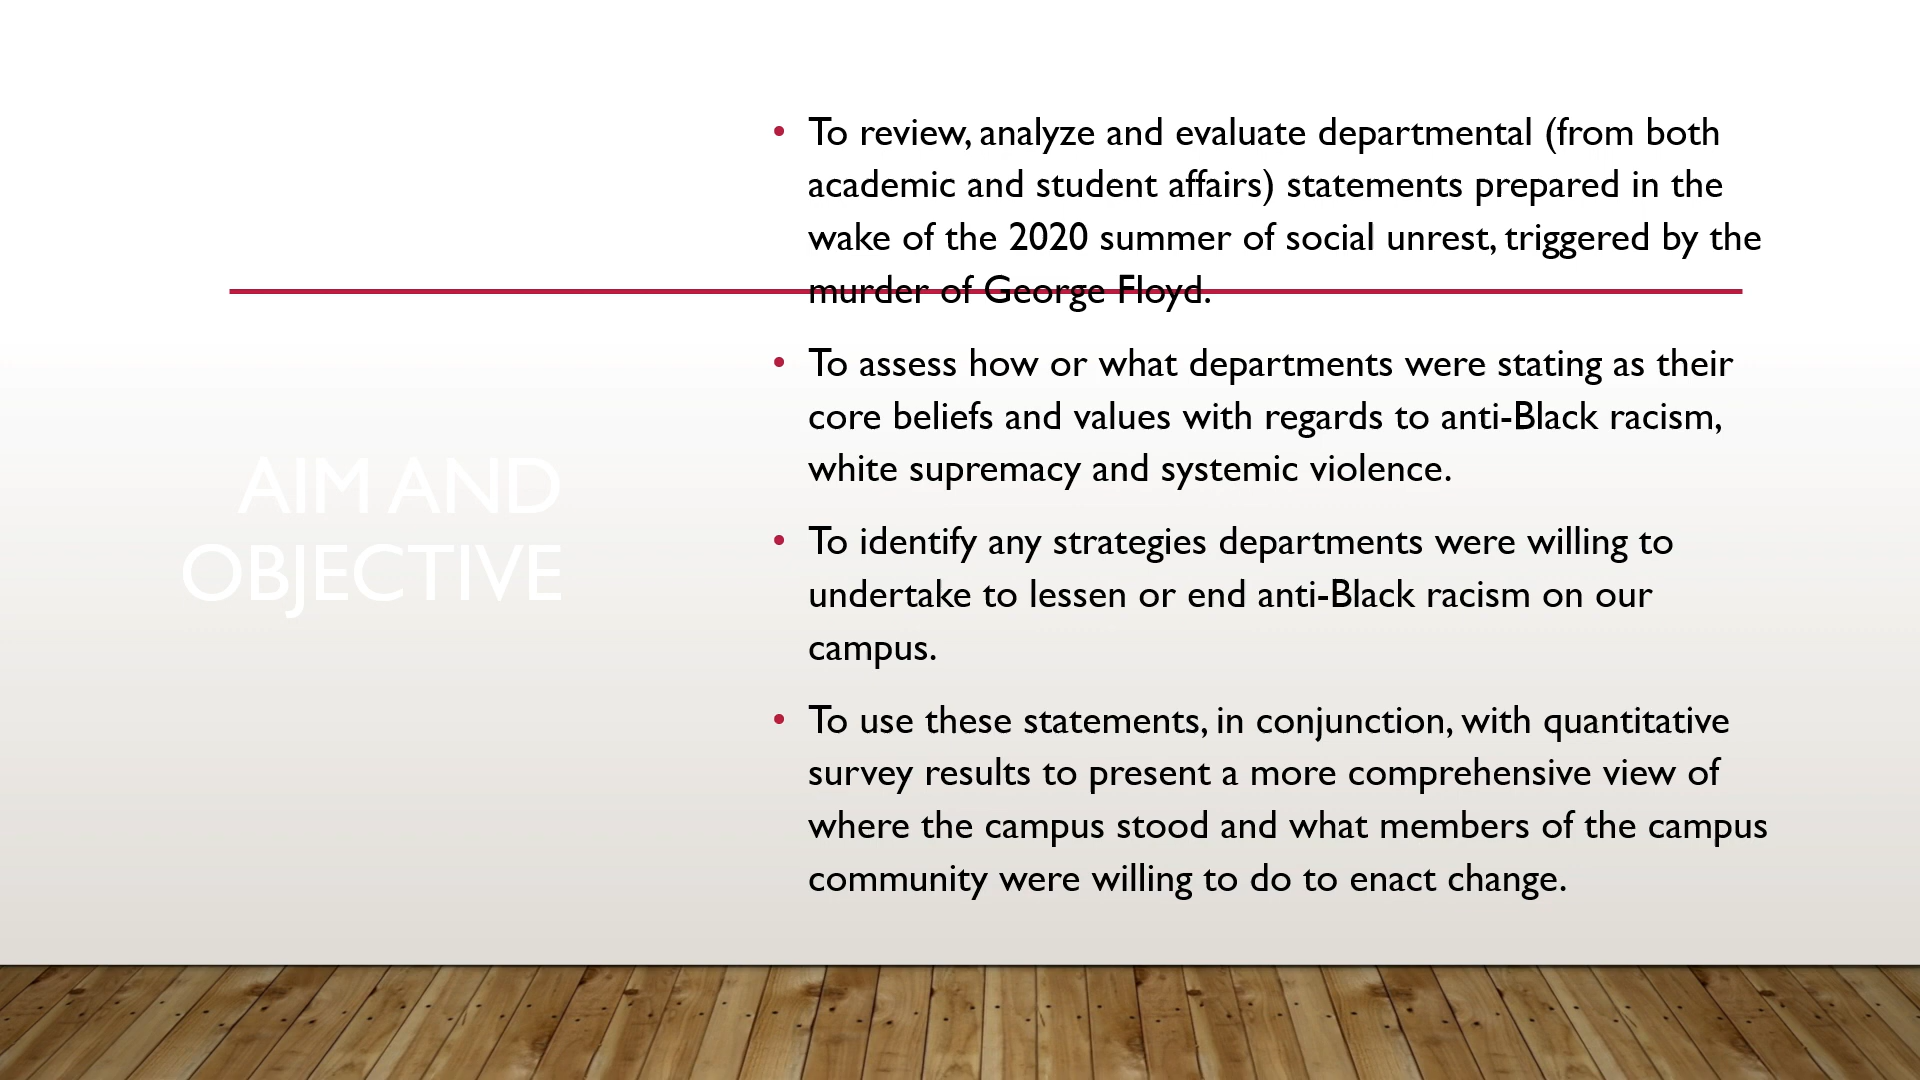 AIM AND
OBJECTIVE
• To review, analyze and evaluate departmental (from both
academic and student affairs) statements prepared in the
wake of the 2020 summer of social unrest, triggered by the
murder of George Floyd.
• To assess how or what departments were stating as their
core beliefs and values with regards to anti-Black racism,
white supremacy and systemic violence.
• To identify any strategies departments were willing to
undertake to lessen or end anti-Black racism on our
campus.
• To use these statements, in conjunction, with quantitative
survey results to present a more comprehensive view of
where the campus stood and what members of the campus
community were willing to do to enact change.